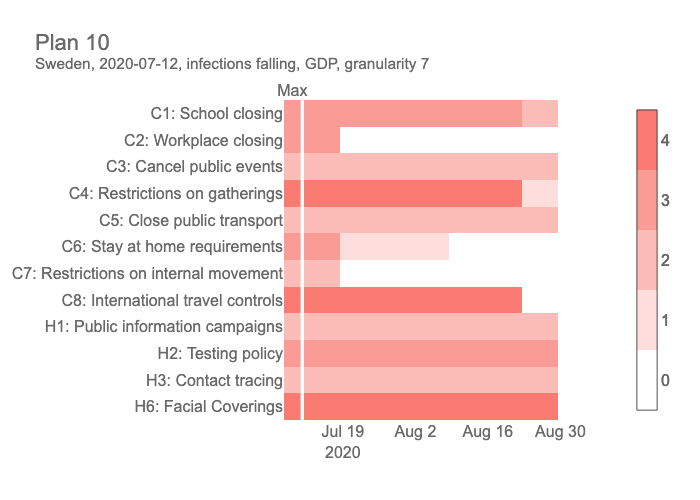 Plan 10
Sweden, 2020-07-12, infections falling, GDP, granularity 7
Max
C1: School closing
C2: Workplace closing
C3: Cancel public events
C4: Restrictions on gatherings
C5: Close public transport
C6: Stay at home requirements
C7: Restrictions on internal movement
C8: International travel controls
H1: Public information campaigns
H2: Testing policy
H3: Contact tracing
H6: Facial Coverings
Jul 19 Aug 2 Aug 16 Aug 30
2020
4
3
2
1
0